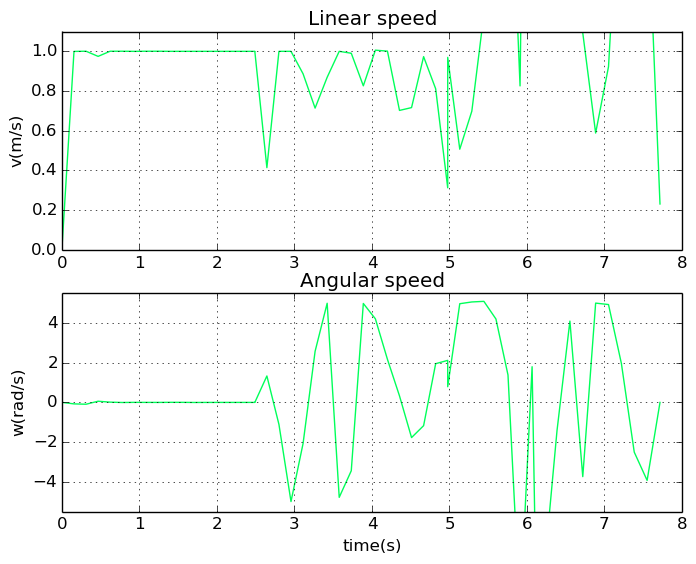 Linear speed
v(m/s)
1.0
0.8
0.6
0.4
0.2
0.0
0 1 2 3 4 5 6 7 8
Angular speed
w(rad/s)
4
2
0
−2
−4
0 1 2 3 4 5 6 7 8
time(s)